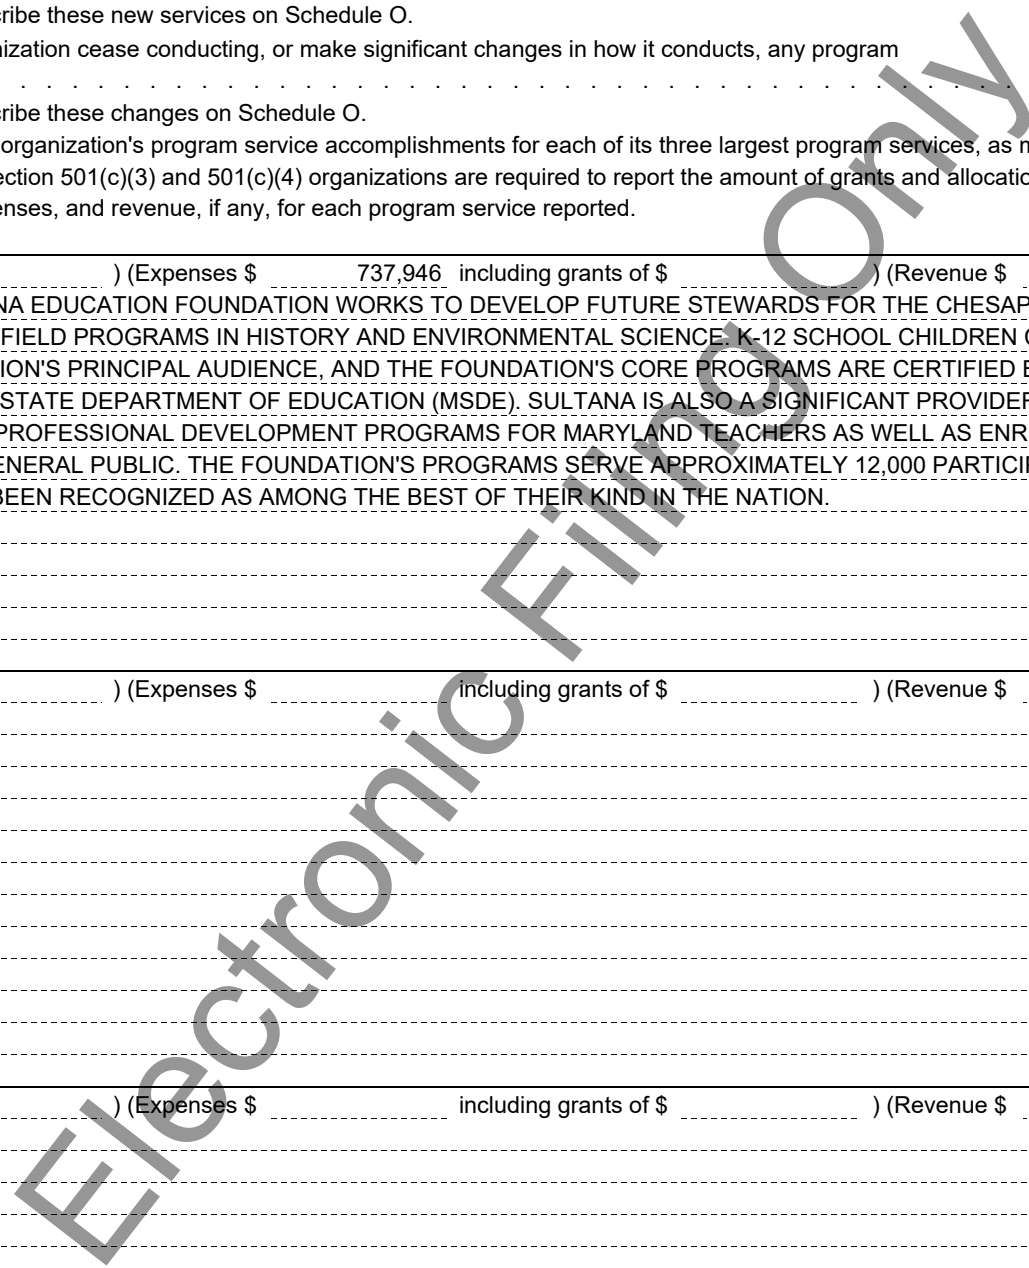 cribe these new services on Schedule O.
nization cease conducting, or make significant changes in how it conducts, any program
. . . . . . . . . . . . . . . . . . . . . . . . . . . . . . . . . . . . . . .
cribe these changes on Schedule O.
organization's program service accomplishments for each of its three largest program services, as m
ection 501(c)(3) and 501(c)(4) organizations are required to report the amount of grants and allocatio
enses, and revenue, if any, for each program service reported.
) (Expenses $ 737,946 including grants of $ ) (Revenue $
NA EDUCATION FOUNDATION WORKS TO DEVELOP FUTURE STEWARDS FOR THE CHESAP
FIELD PROGRAMS IN HISTORY AND ENVIRONMENTAL SCIENCE. K-12 SCHOOL CHILDREN
ION'S PRINCIPAL AUDIENCE, AND THE FOUNDATION'S CORE PROGRAMS ARE CERTIFIED
STATE DEPARTMENT OF EDUCATION (MSDE). SULTANA IS ALSO A SIGNIFICANT PROVIDER
PROFESSIONAL DEVELOPMENT PROGRAMS FOR MARYLAND TEACHERS AS WELL AS ENR
ENERAL PUBLIC. THE FOUNDATION'S PROGRAMS SERVE APPROXIMATELY 12,000 PARTICI
BEEN RECOGNIZED AS AMONG THE BEST OF THEIR KIND IN THE NATION.
) (Expenses $ including grants of $ ) (Revenue $
) (Expenses $ including grants of $ ) (Revenue $
Electronic Filing Only